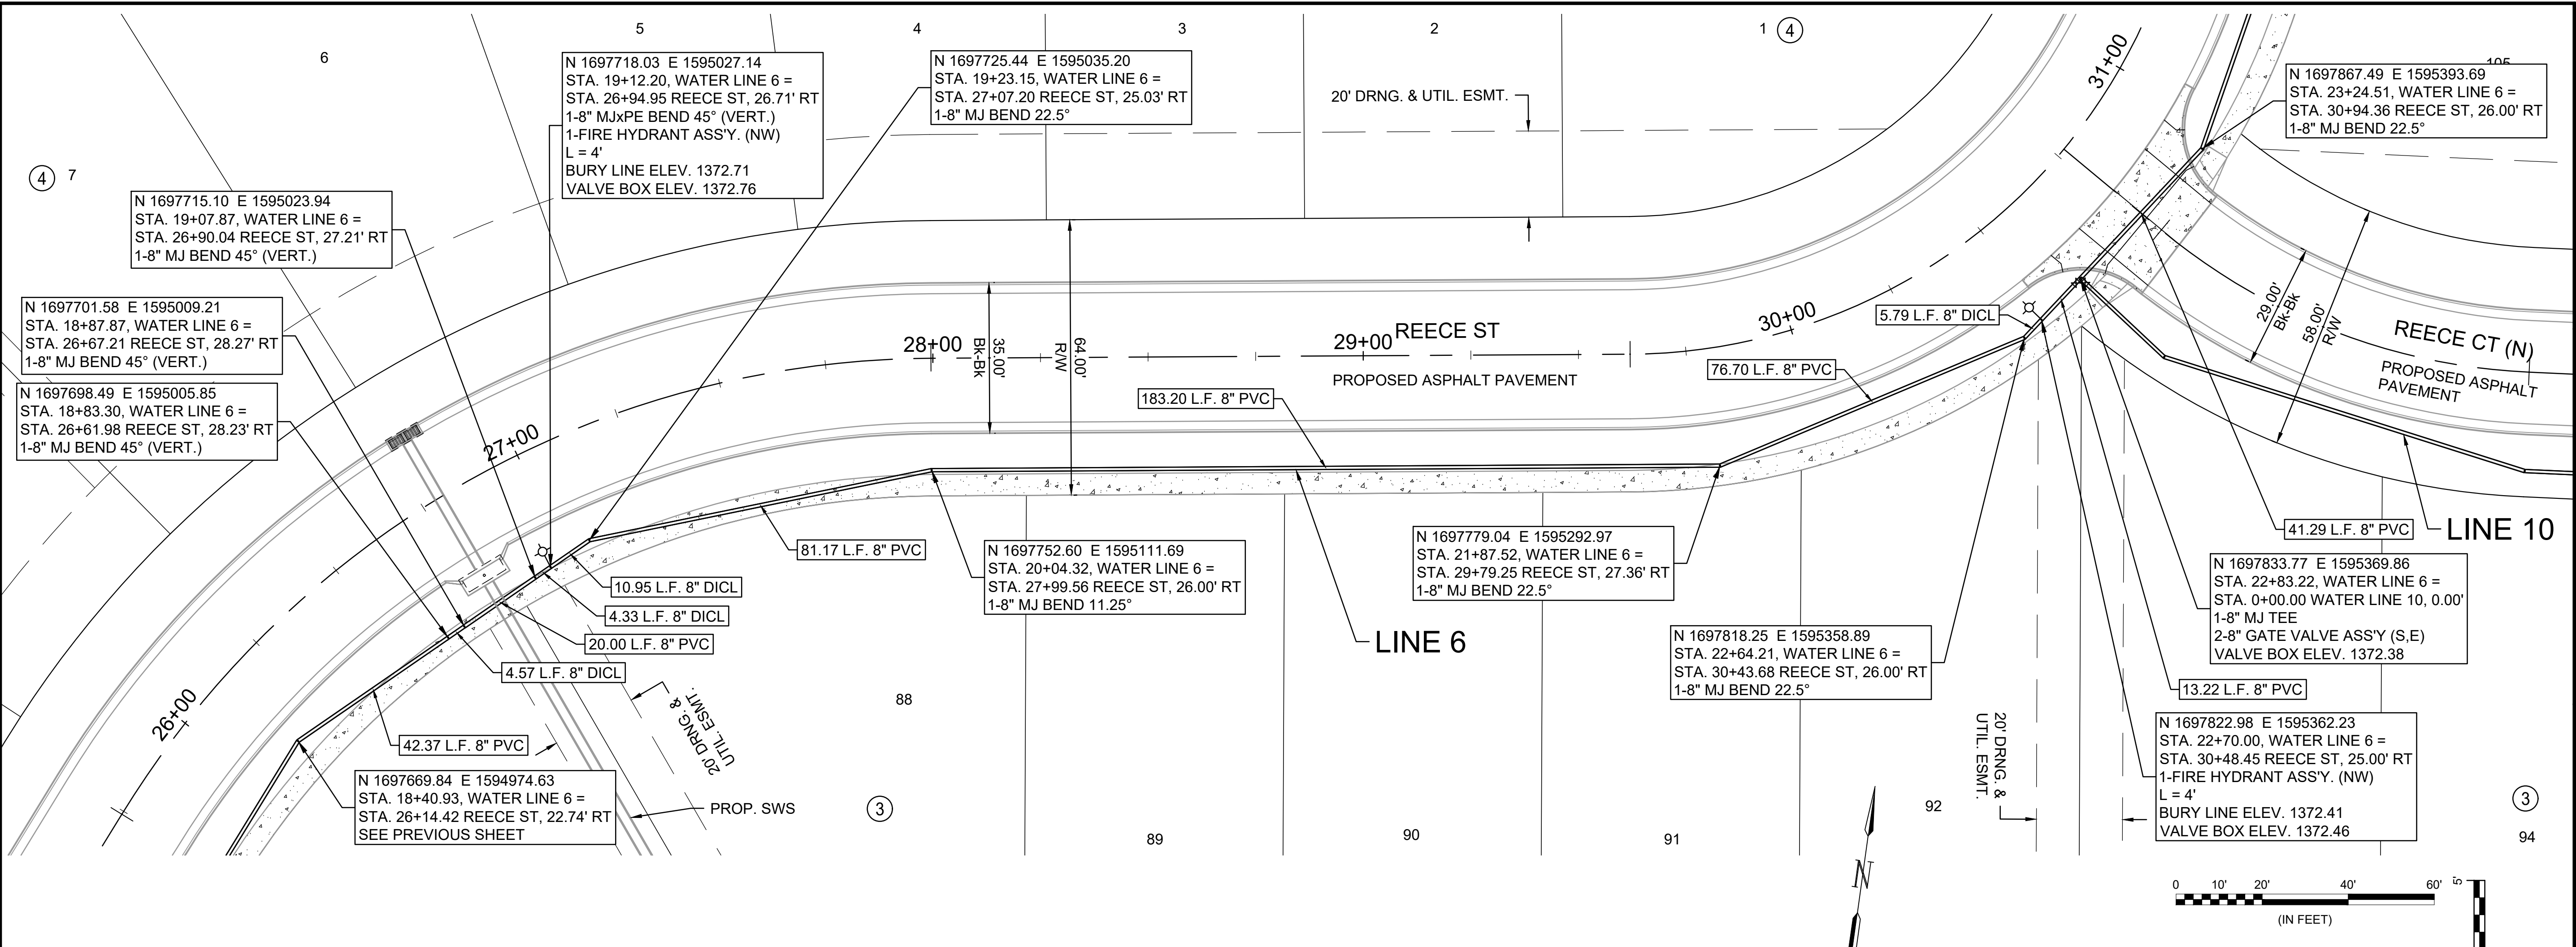 6
5
4
3
2
1
4
4
7
105
N 1697718.03 E 1595027.14
STA. 19+12.20, WATER LINE 6 =
STA. 26+94.95 REECE ST, 26.71' RT
1-8" MJxPE BEND 45° (VERT.)
1-FIRE HYDRANT ASS'Y. (NW)
L = 4'
BURY LINE ELEV. 1372.71
VALVE BOX ELEV. 1372.76
N 1697725.44 E 1595035.20
STA. 19+23.15, WATER LINE 6 =
STA. 27+07.20 REECE ST, 25.03' RT
1-8" MJ BEND 22.5°
20' DRNG. & UTIL. ESMT.
31+00
N 1697867.49 E 1595393.69
STA. 23+24.51, WATER LINE 6 =
STA. 30+94.36 REECE ST, 26.00' RT
1-8" MJ BEND 22.5°
N 1697715.10 E 1595023.94
STA. 19+07.87, WATER LINE 6 =
STA. 26+90.04 REECE ST, 27.21' RT
1-8" MJ BEND 45° (VERT.)
N 1697701.58 E 1595009.21
STA. 18+87.87, WATER LINE 6 =
STA. 26+67.21 REECE ST, 28.27' RT
1-8" MJ BEND 45° (VERT.)
N 1697698.49 E 1595005.85
STA. 18+83.30, WATER LINE 6 =
STA. 26+61.98 REECE ST, 28.23' RT
1-8" MJ BEND 45° (VERT.)
26+00
27+00
28+00
35.00'
Bk-Bk
64.00'
R/W
29+00
REECE ST
PROPOSED ASPHALT PAVEMENT
30+00
5.79 L.F. 8" DICL
76.70 L.F. 8" PVC
183.20 L.F. 8" PVC
29.00'
Bk-Bk
58.00'
R/W
REECE CT (N)
PROPOSED ASPHALT
PAVEMENT
81.17 L.F. 8" PVC
10.95 L.F. 8" DICL
4.33 L.F. 8" DICL
20.00 L.F. 8" PVC
4.57 L.F. 8" DICL
42.37 L.F. 8" PVC
N 1697669.84 E 1594974.63
STA. 18+40.93, WATER LINE 6 =
STA. 26+14.42 REECE ST, 22.74' RT
SEE PREVIOUS SHEET
20' DRNG. &
UTIL. ESMT.
PROP. SWS
N 1697752.60 E 1595111.69
STA. 20+04.32, WATER LINE 6 =
STA. 27+99.56 REECE ST, 26.00' RT
1-8" MJ BEND 11.25°
LINE 6
N 1697779.04 E 1595292.97
STA. 21+87.52, WATER LINE 6 =
STA. 29+79.25 REECE ST, 27.36' RT
1-8" MJ BEND 22.5°
N 1697818.25 E 1595358.89
STA. 22+64.21, WATER LINE 6 =
STA. 30+43.68 REECE ST, 26.00' RT
1-8" MJ BEND 22.5°
41.29 L.F. 8" PVC
LINE 10
N 1697833.77 E 1595369.86
STA. 22+83.22, WATER LINE 6 =
STA. 0+00.00 WATER LINE 10, 0.00'
1-8" MJ TEE
2-8" GATE VALVE ASS'Y (S,E)
VALVE BOX ELEV. 1372.38
13.22 L.F. 8" PVC
N 1697822.98 E 1595362.23
STA. 22+70.00, WATER LINE 6 =
STA. 30+48.45 REECE ST, 25.00' RT
1-FIRE HYDRANT ASS'Y. (NW)
L = 4'
BURY LINE ELEV. 1372.41
VALVE BOX ELEV. 1372.46
20' DRNG. &
UTIL. ESMT.
88
3
89
90
91
92
3
94
N
0 10' 20' 40' 60'
(IN FEET)
5'